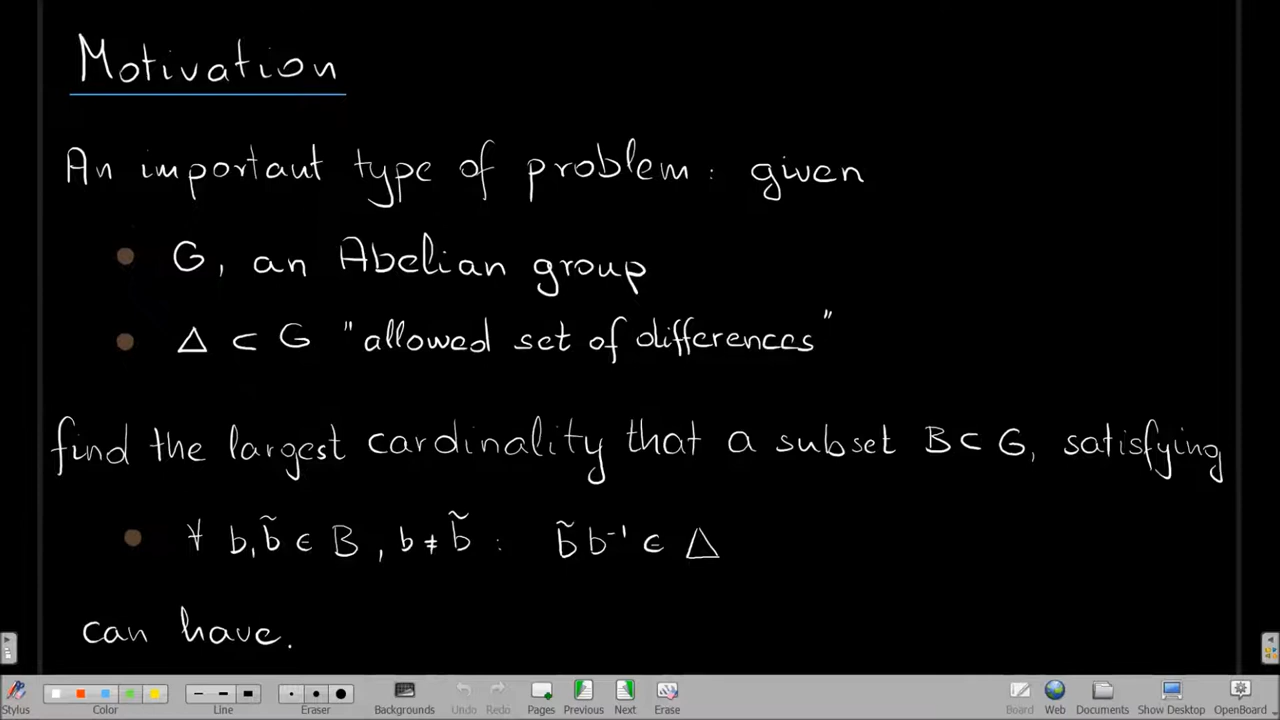 Motivation
An important type of problem: given
• G, an Abelian group
• Δ ⊂ G "allowed set of differences"
find the largest cardinality that a subset B ⊂ G, satisfying
• ∀ b, b̃ ∈ B, b ≠ b̃ : b̃ b⁻¹ ∈ Δ
can have.
Stylus Color Line Eraser Backgrounds Undo Redo Pages Previous Next Erase Board Web Documents Show Desktop OpenBoard